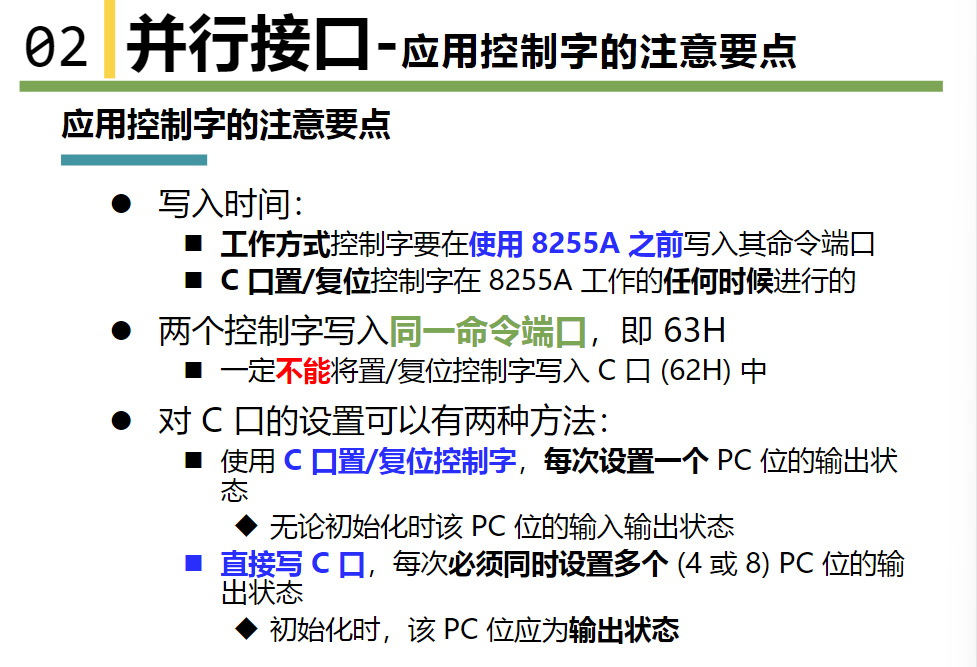 02 并行接口-应用控制字的注意要点
应用控制字的注意要点
● 写入时间：
■ 工作方式控制字要在使用 8255A 之前写入其命令端口
■ C 口置/复位控制字在 8255A 工作的任何时候进行的
● 两个控制字写入同一命令端口，即 63H
■ 一定不能将置/复位控制字写入 C 口 (62H) 中
● 对 C 口的设置可以有两种方法：
■ 使用 C 口置/复位控制字，每次设置一个 PC 位的输出状
态
◆ 无论初始化时该 PC 位的输入输出状态
■ 直接写 C 口，每次必须同时设置多个 (4 或 8) PC 位的输
出状态
◆ 初始化时，该 PC 位应为输出状态